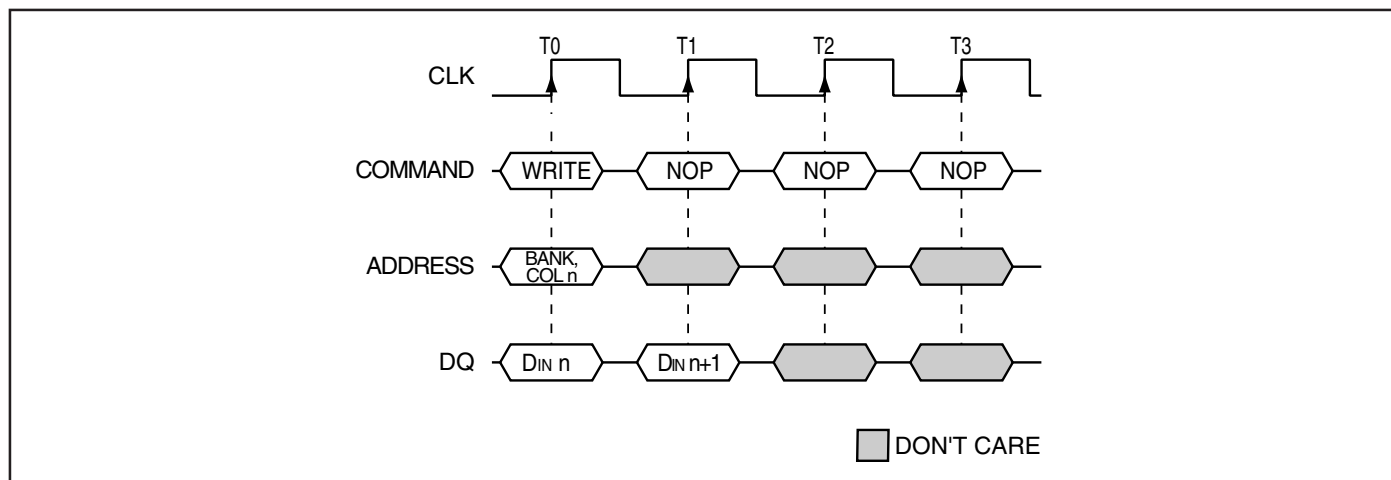 T0 T1 T2 T3
CLK
COMMAND WRITE NOP NOP NOP
ADDRESS BANK,
COL n
DQ DIN n DIN n+1
DON'T CARE